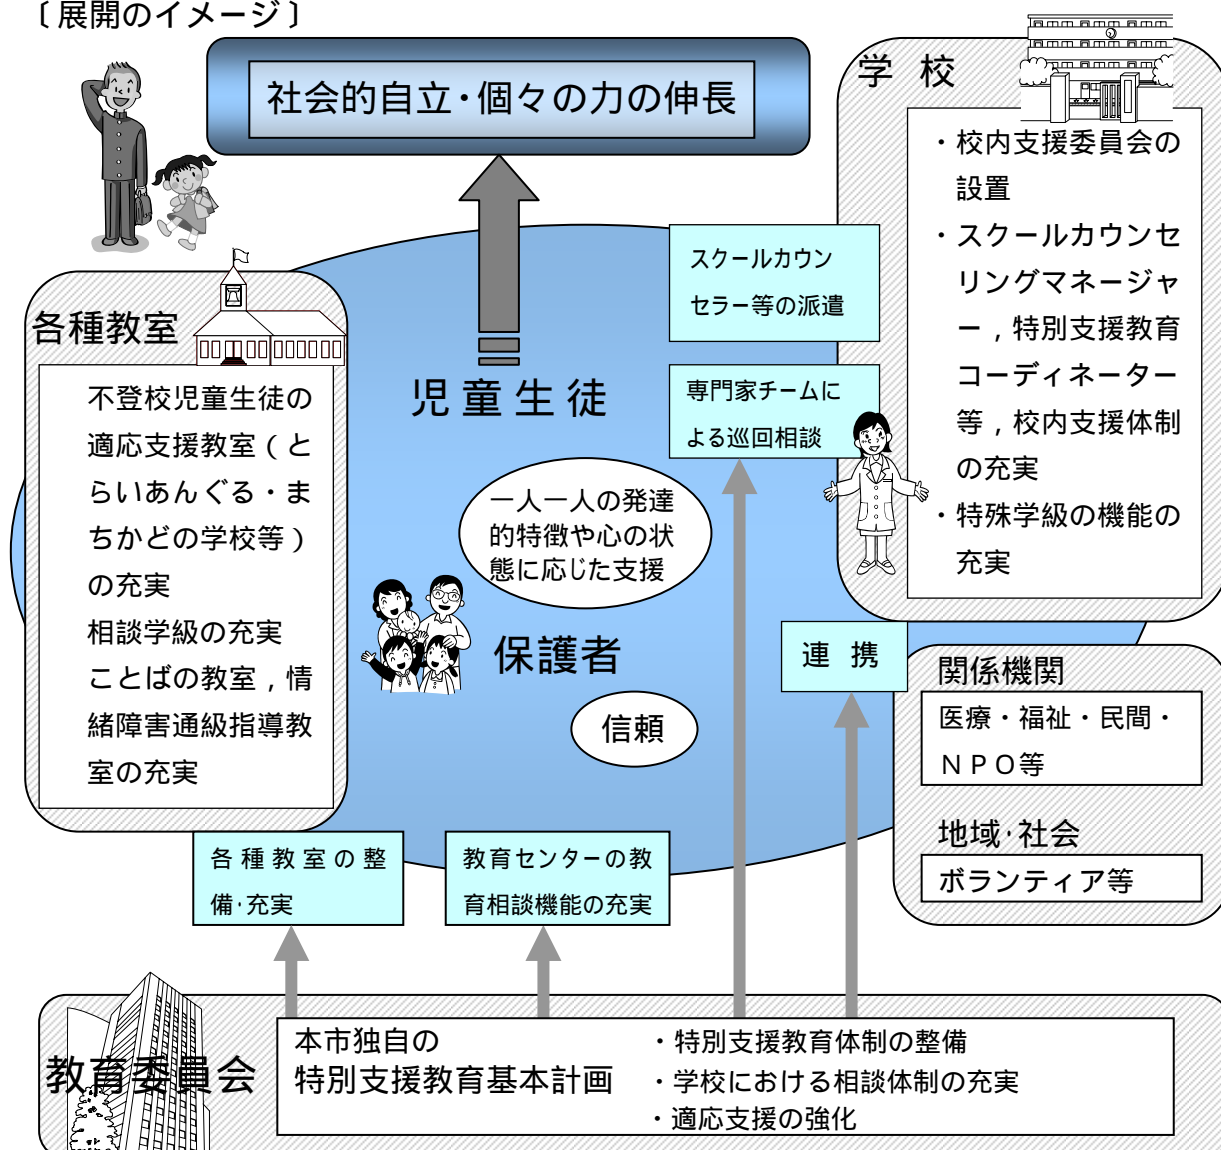 〔展開のイメージ〕
社会的自立・個々の力の伸長
学 校
・校内支援委員会の
設置
・スクールカウンセ
リングマネージャ
ー，特別支援教育
コーディネーター
等，校内支援体制
の充実
・特殊学級の機能の
充実
スクールカウン
セラー等の派遣
専門家チームに
よる巡回相談
各種教室
不登校児童生徒の
適応支援教室（と
らいあんぐる・ま
ちかどの学校等）
の充実
相談学級の充実
ことばの教室，情
緒障害通級指導教
室の充実
児童生徒
一人一人の発達
的特徴や心の状
態に応じた支援
保護者
信頼
連 携
関係機関
医療・福祉・民間・
ＮＰＯ等
地域・社会
ボランティア等
各種教室の整
備・充実
教育センターの教
育相談機能の充実
教育委員会
本市独自の
特別支援教育基本計画
・特別支援教育体制の整備
・学校における相談体制の充実
・適応支援の強化